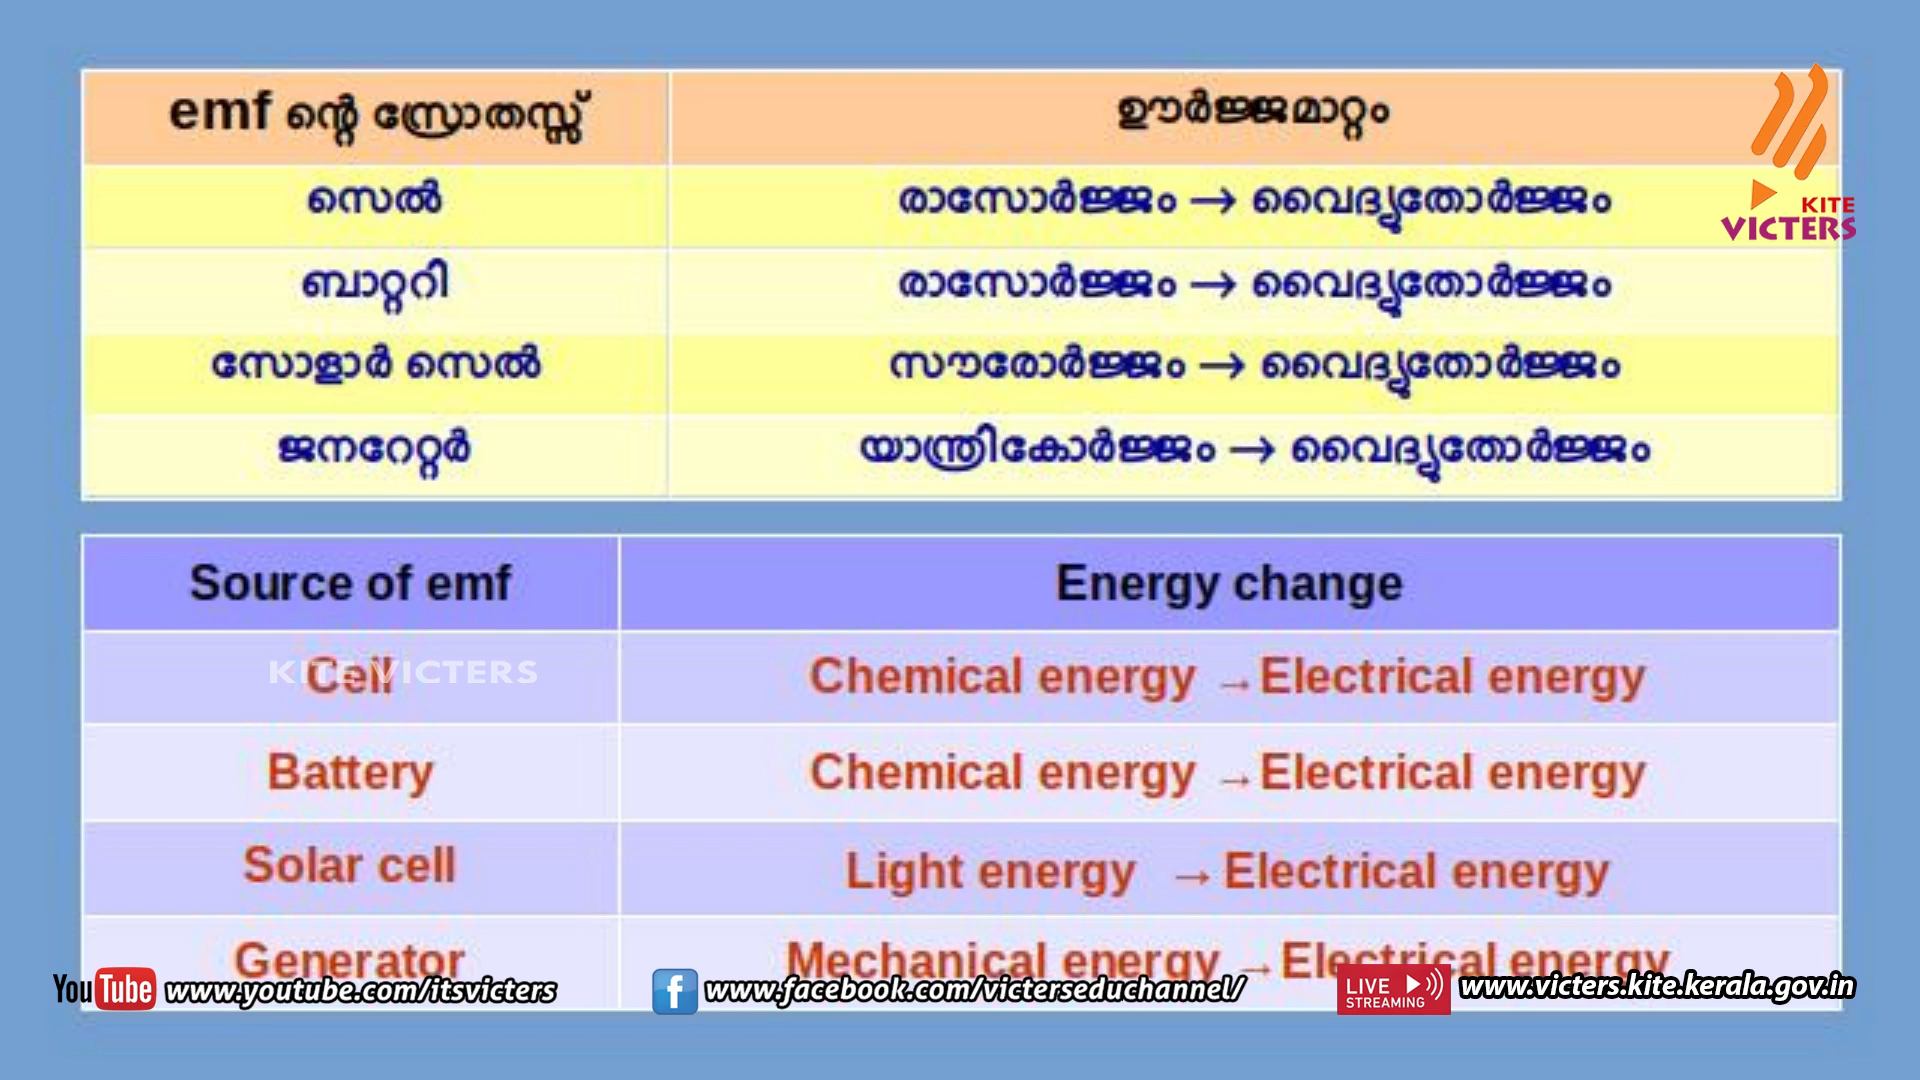 emf ന്റെ സ്രോതസ്സ് ഊർജ്ജമാറ്റം
സെൽ രാസോർജ്ജം → വൈദ്യുതോർജ്ജം
ബാറ്ററി രാസോർജ്ജം → വൈദ്യുതോർജ്ജം
സോളാർ സെൽ സൗരോർജ്ജം → വൈദ്യുതോർജ്ജം
ജനറേറ്റർ യാന്ത്രികോർജ്ജം → വൈദ്യുതോർജ്ജം
KITE
VICTERS
Source of emf Energy change
Cell Chemical energy → Electrical energy
KITE VICTERS
Battery Chemical energy → Electrical energy
Solar cell Light energy → Electrical energy
Generator Mechanical energy → Electrical energy
YouTube www.youtube.com/itsvicters f www.facebook.com/victerseduchannel/ LIVE STREAMING www.victers.kite.kerala.gov.in